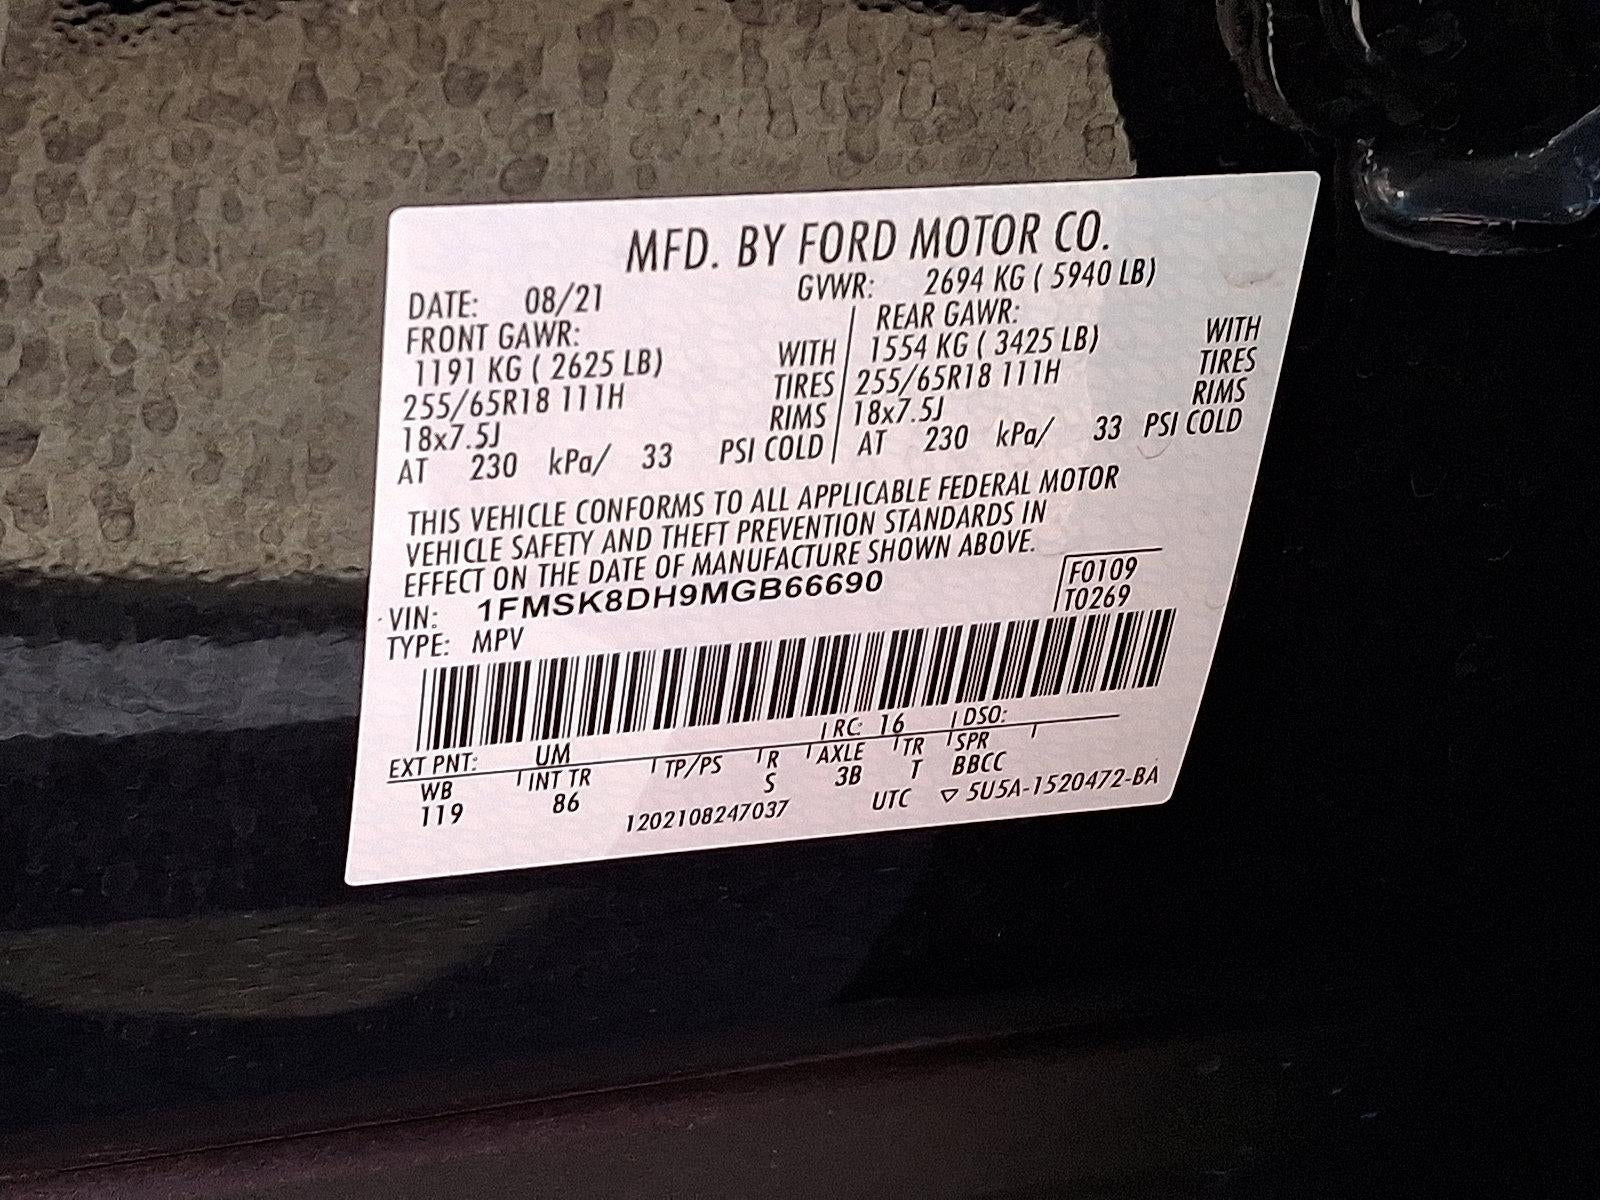 MFD. BY FORD MOTOR CO.
DATE: 08/21 GVWR: 2694 KG ( 5940 LB)
FRONT GAWR: REAR GAWR:
1191 KG ( 2625 LB) WITH 1554 KG ( 3425 LB) WITH
255/65R18 111H TIRES 255/65R18 111H TIRES
18x7.5J RIMS 18x7.5J RIMS
AT 230 kPa/ 33 PSI COLD AT 230 kPa/ 33 PSI COLD
THIS VEHICLE CONFORMS TO ALL APPLICABLE FEDERAL MOTOR
VEHICLE SAFETY AND THEFT PREVENTION STANDARDS IN
EFFECT ON THE DATE OF MANUFACTURE SHOWN ABOVE.
VIN: 1FMSK8DH9MGB66690 F0109
TYPE: MPV T0269
EXT PNT: UM RC: 16 DSO:
WB INT TR TP/PS R AXLE TR SPR
119 86 S 3B T BBCC
1202108247037 UTC ▽ 5U5A-1520472-BA